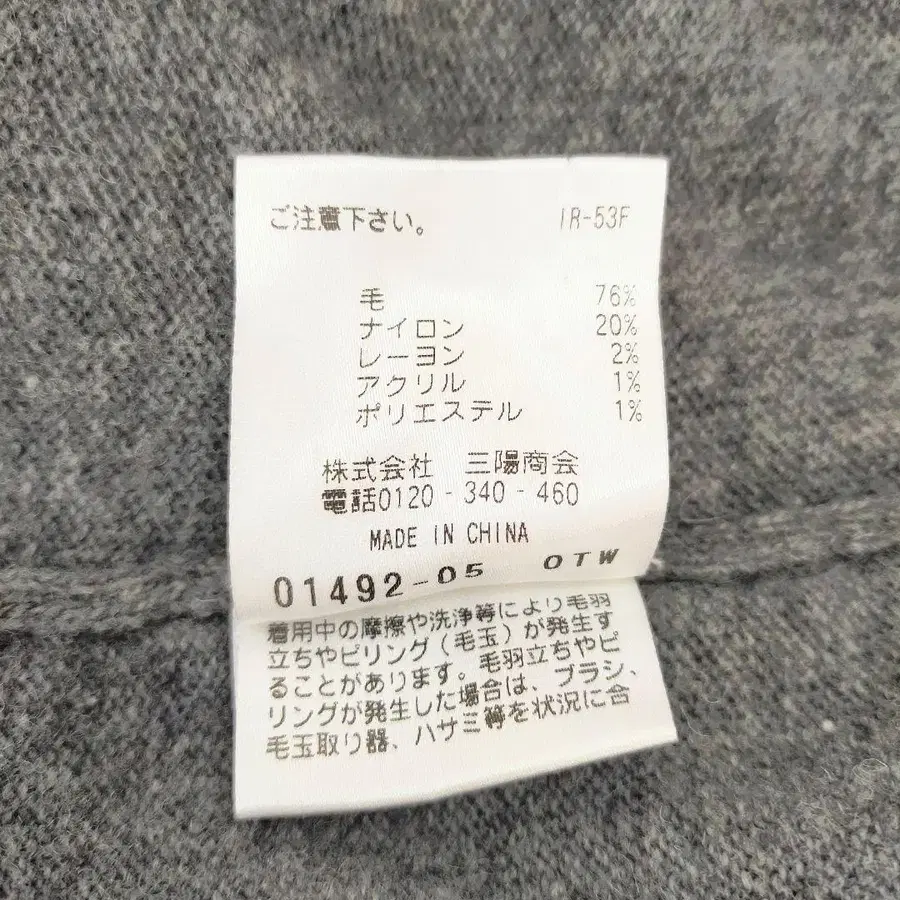 ご注意下さい。 IR-53F
毛 76%
ナイロン 20%
レーヨン 2%
アクリル 1%
ポリエステル 1%
株式会社 三陽商会
電話0120-340-460
MADE IN CHINA
01492-05 OTW
着用中の摩擦や洗浄等により毛羽
立ちやピリング(毛玉)が発生す
ることがあります。毛羽立ちやピ
リングが発生した場合は、ブラシ、
毛玉取り器、ハサミ等を状況に合